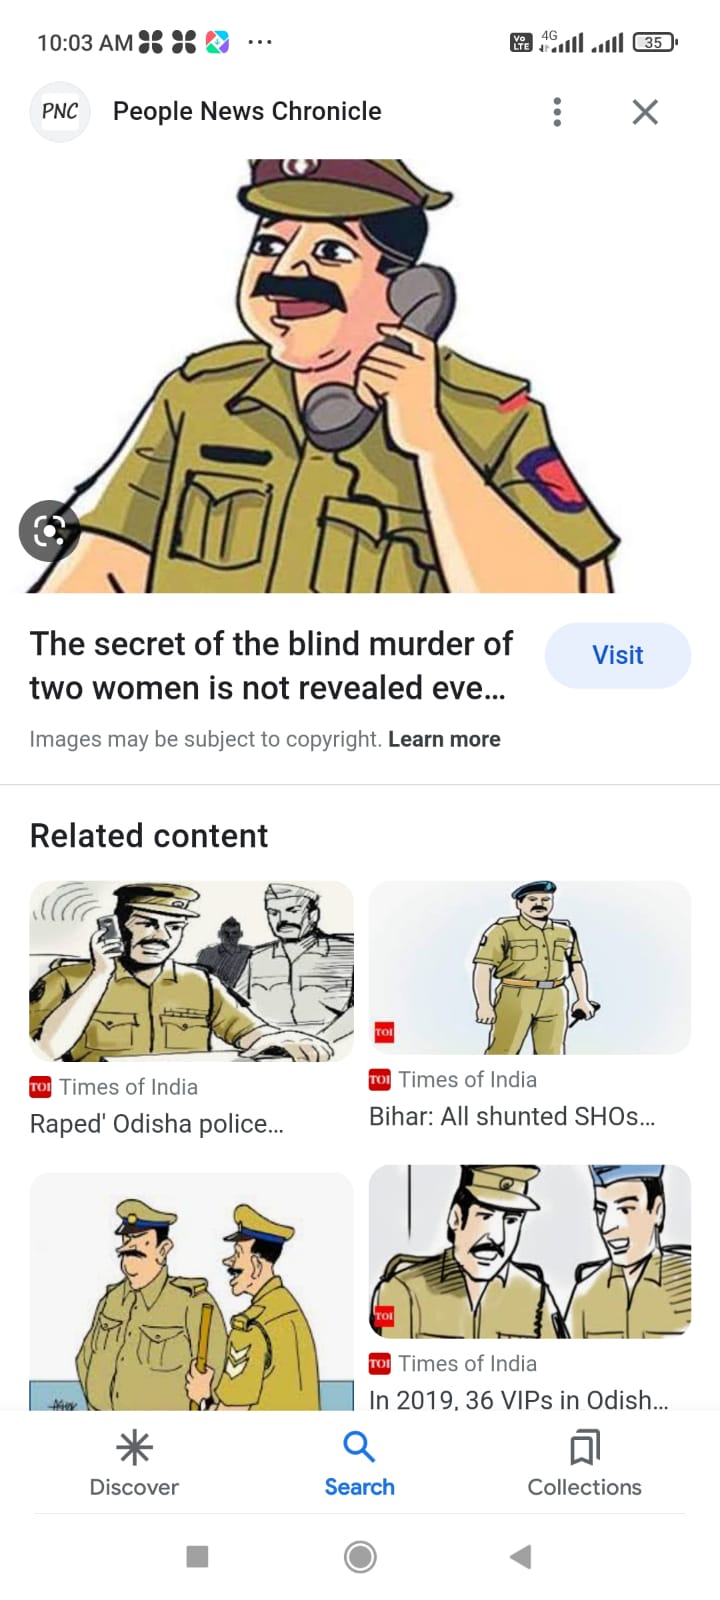 10:03 AM
Vo LTE 4G 35
PNC People News Chronicle
The secret of the blind murder of
two women is not revealed eve...
Visit
Images may be subject to copyright. Learn more
Related content
TOI
TOI Times of India
Raped' Odisha police...
TOI Times of India
Bihar: All shunted SHOs...
TOI
TOI Times of India
In 2019, 36 VIPs in Odish...
Discover
Search
Collections